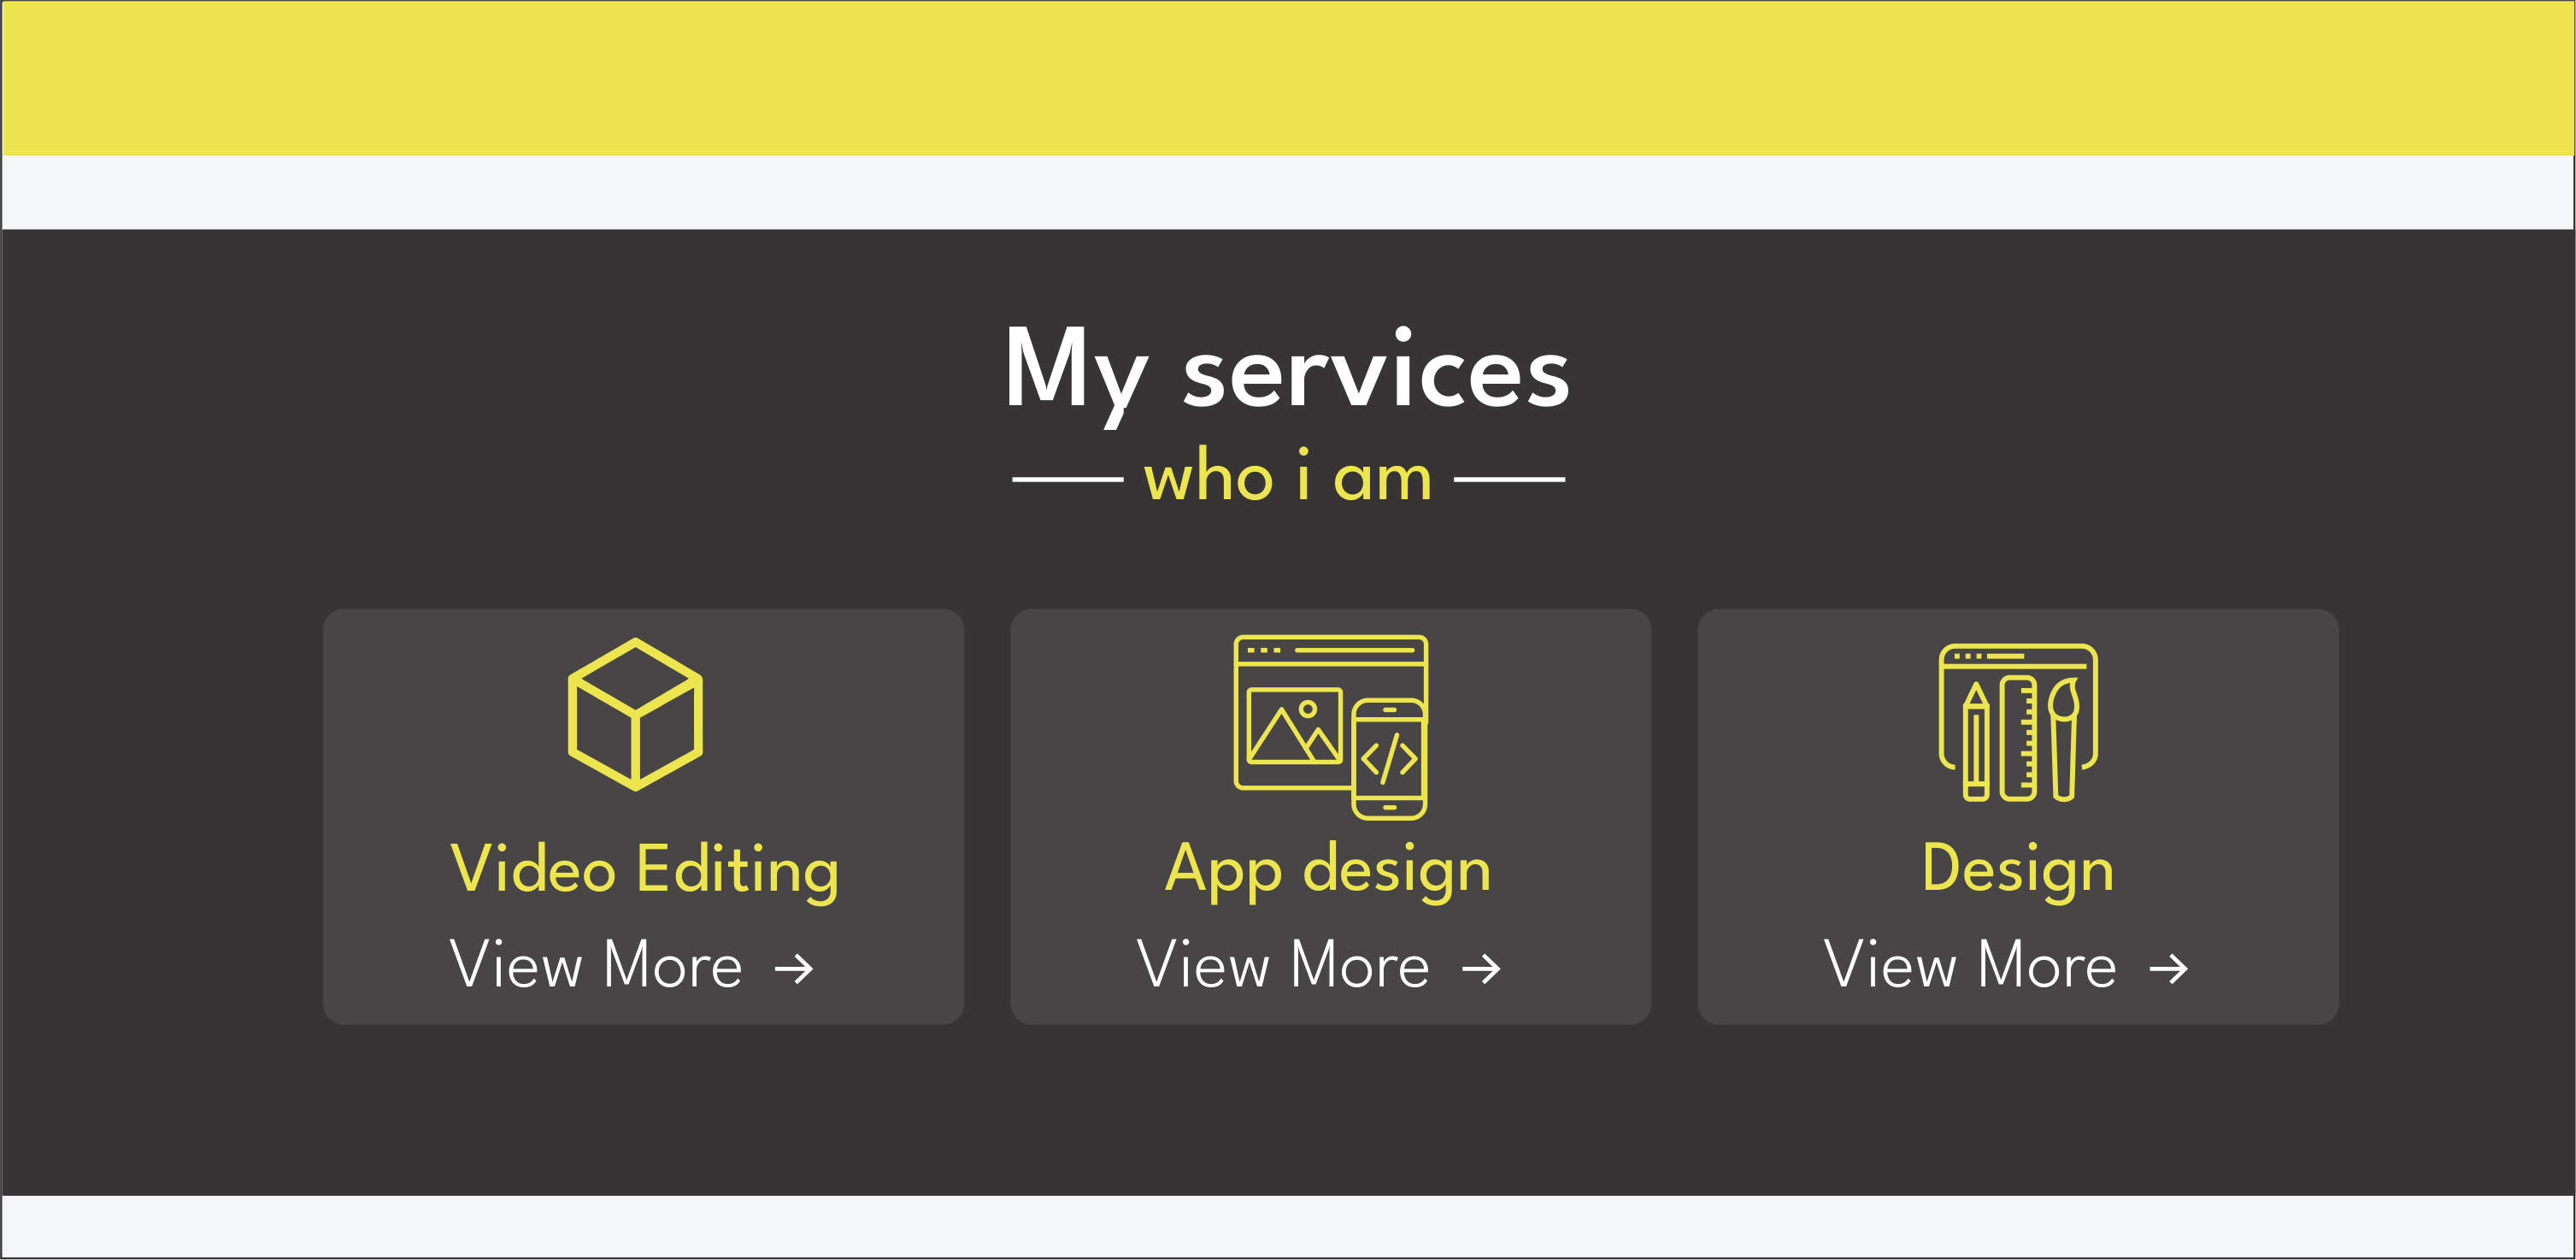 My services
who i am
Video Editing
View More →
App design
View More →
Design
View More →